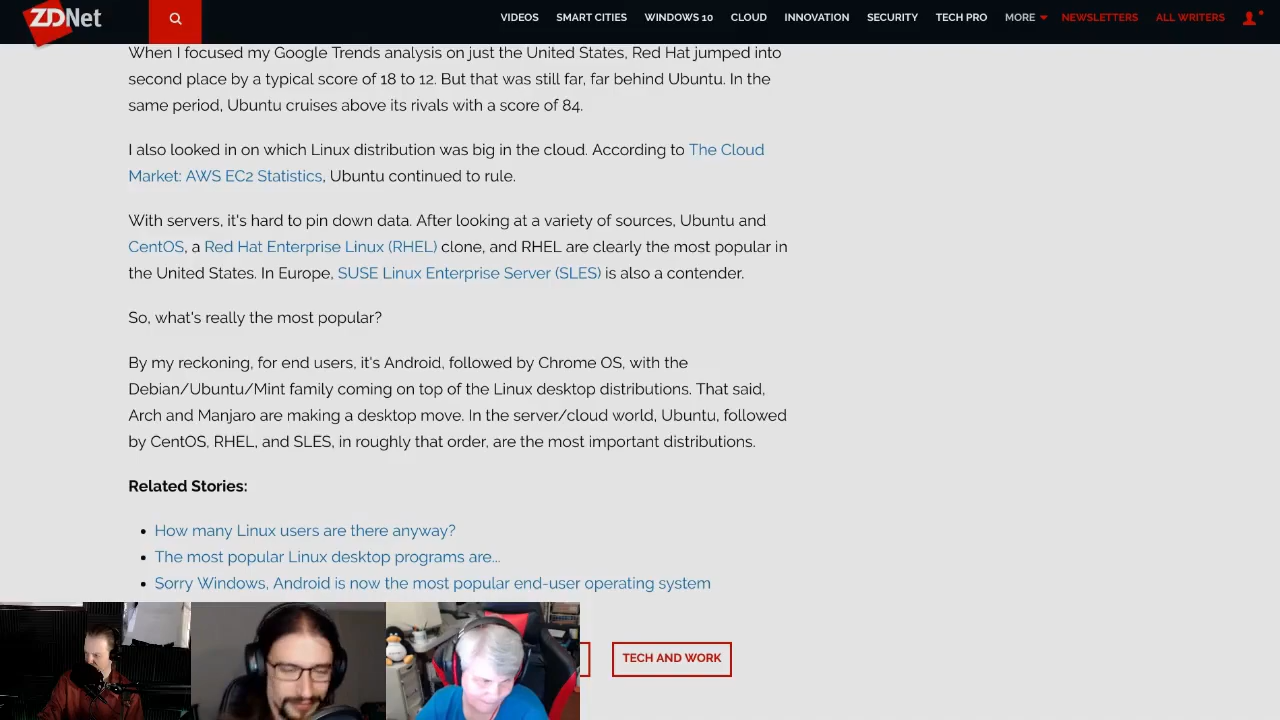 ZDNet
VIDEOS SMART CITIES WINDOWS 10 CLOUD INNOVATION SECURITY TECH PRO MORE NEWSLETTERS ALL WRITERS
When I focused my Google Trends analysis on just the United States, Red Hat jumped into
second place by a typical score of 18 to 12. But that was still far, far behind Ubuntu. In the
same period, Ubuntu cruises above its rivals with a score of 84.
I also looked in on which Linux distribution was big in the cloud. According to The Cloud
Market: AWS EC2 Statistics, Ubuntu continued to rule.
With servers, it's hard to pin down data. After looking at a variety of sources, Ubuntu and
CentOS, a Red Hat Enterprise Linux (RHEL) clone, and RHEL are clearly the most popular in
the United States. In Europe, SUSE Linux Enterprise Server (SLES) is also a contender.
So, what's really the most popular?
By my reckoning, for end users, it's Android, followed by Chrome OS, with the
Debian/Ubuntu/Mint family coming on top of the Linux desktop distributions. That said,
Arch and Manjaro are making a desktop move. In the server/cloud world, Ubuntu, followed
by CentOS, RHEL, and SLES, in roughly that order, are the most important distributions.
Related Stories:
• How many Linux users are there anyway?
• The most popular Linux desktop programs are...
• Sorry Windows, Android is now the most popular end-user operating system
TECH AND WORK